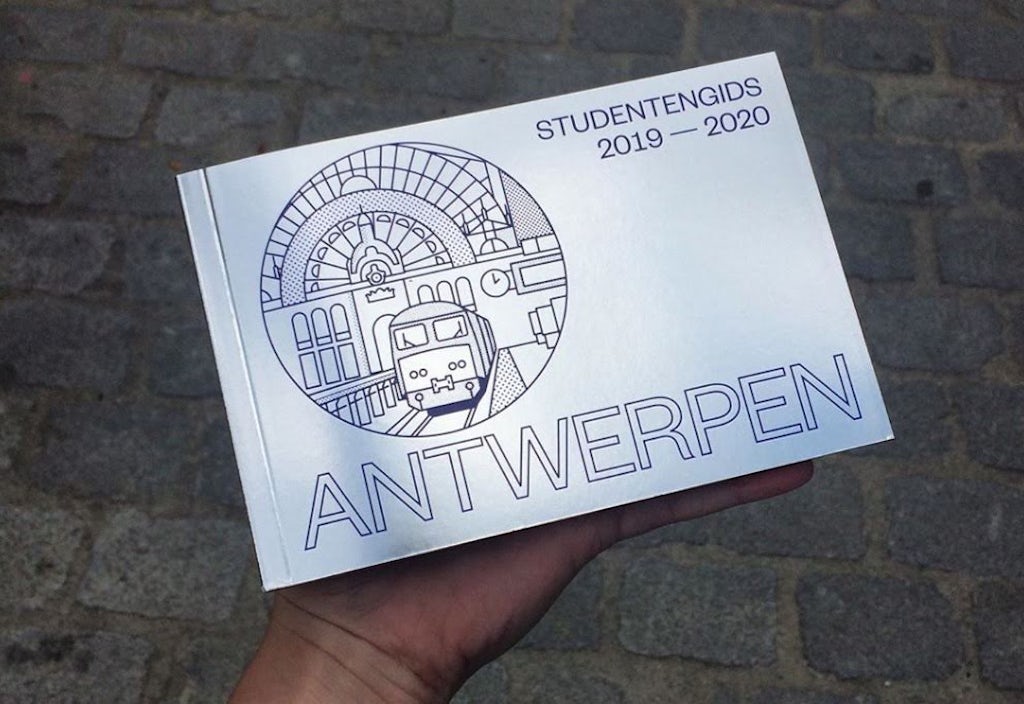 STUDENTENGIDS
2019 — 2020
ANTWERPEN